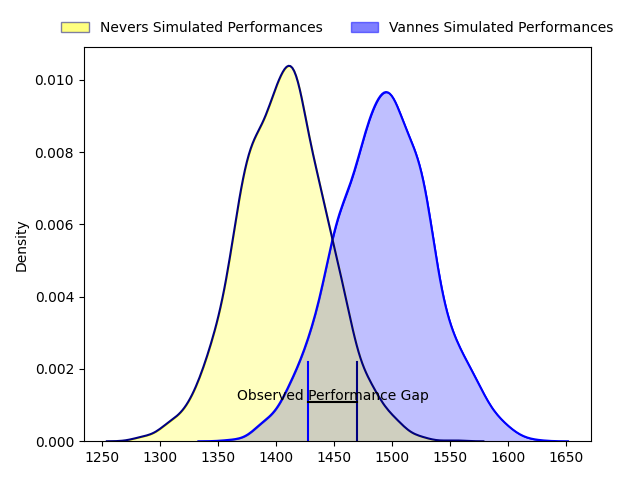 Nevers Simulated Performances
Vannes Simulated Performances
0.010
0.008
0.006
0.004
0.002
0.000
Density
Observed Performance Gap
1250 1300 1350 1400 1450 1500 1550 1600 1650